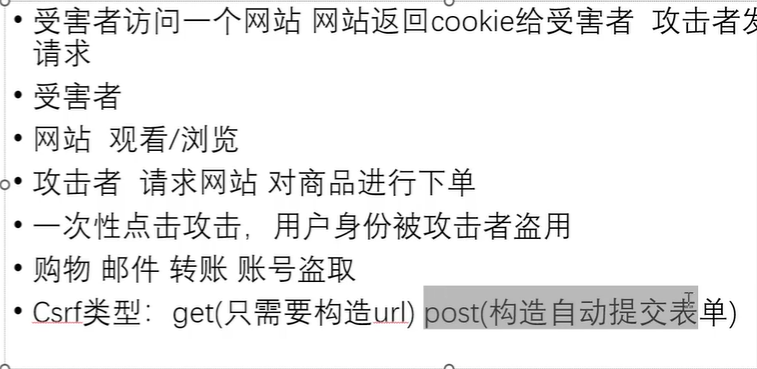 • 受害者访问一个网站 网站返回cookie给受害者 攻击者发
请求
• 受害者
• 网站 观看/浏览
• 攻击者 请求网站 对商品进行下单
• 一次性点击攻击，用户身份被攻击者盗用
• 购物 邮件 转账 账号盗取
• Csrf类型：get(只需要构造url) post(构造自动提交表单)